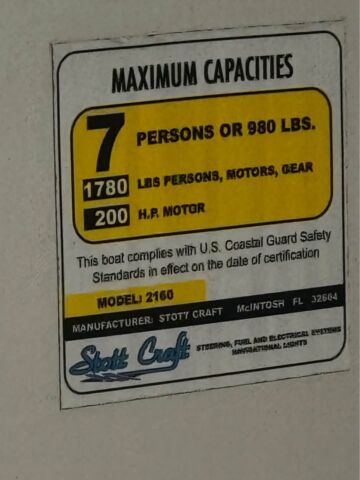 MAXIMUM CAPACITIES
7 PERSONS OR 980 LBS.
1780 LBS PERSONS, MOTORS, GEAR
200 H.P. MOTOR
This boat complies with U.S. Coastal Guard Safety
Standards in effect on the date of certification
MODEL: 2160
MANUFACTURER: STOTT CRAFT McINTOSH FL 32664
Stott Craft
STEERING, FUEL AND ELECTRICAL SYSTEMS
NAVIGATIONAL LIGHTS